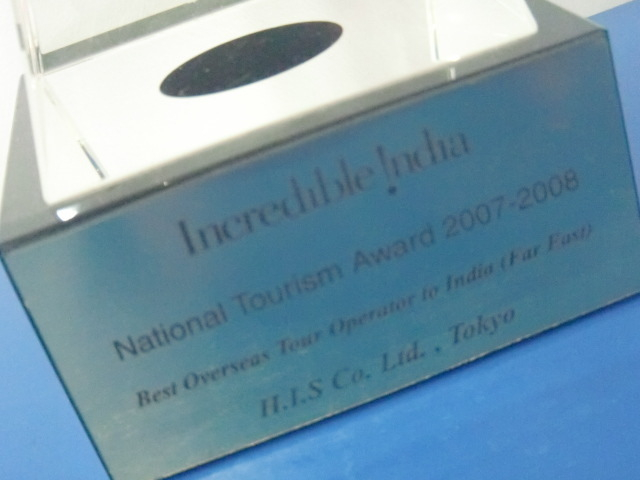 Incredible !ndia
National Tourism Award 2007-2008
Best Overseas Tour Operator to India (Far East)
H.I.S Co. Ltd. , Tokyo